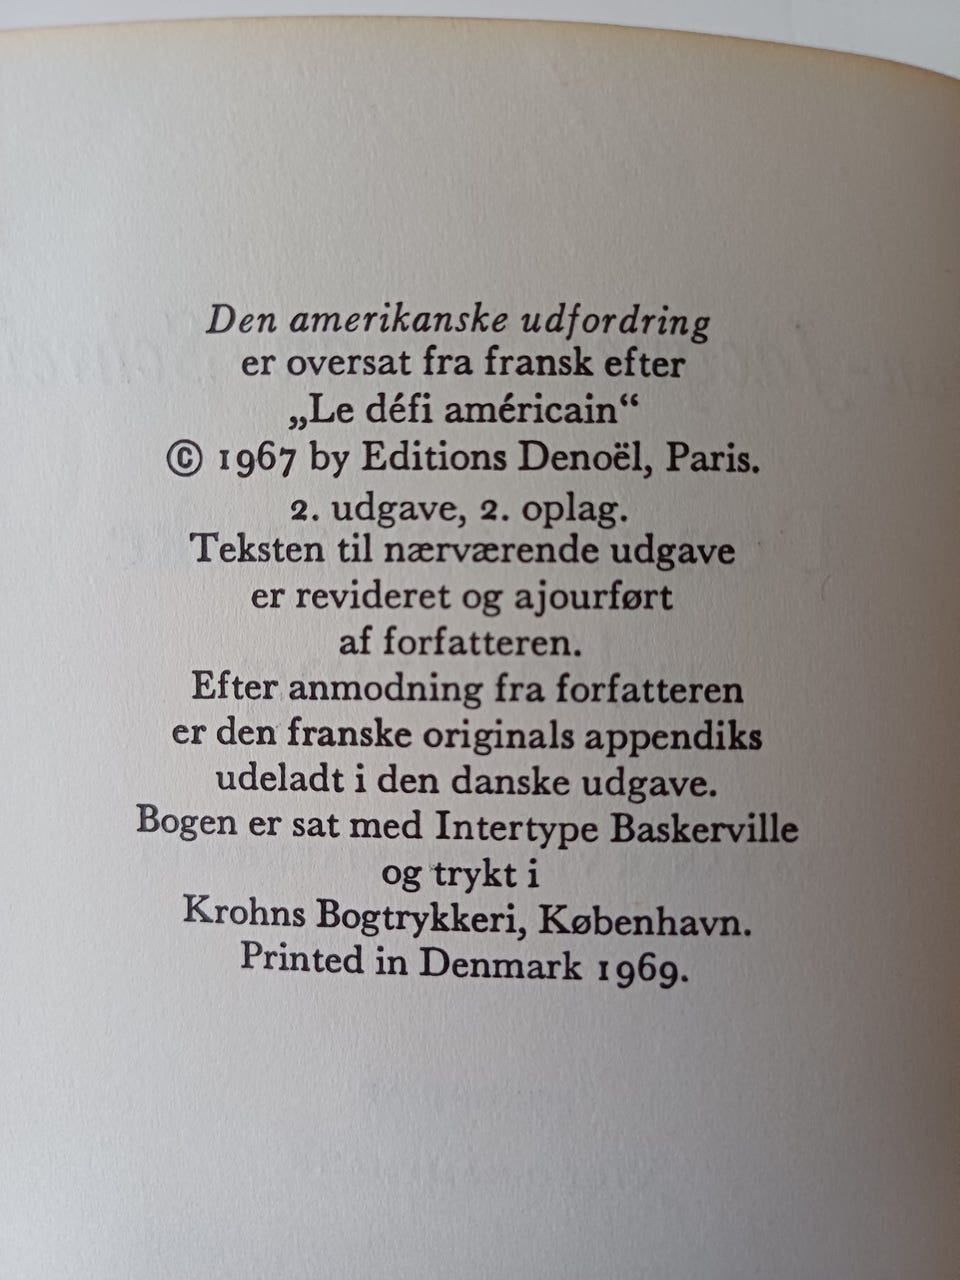 Den amerikanske udfordring
er oversat fra fransk efter
„Le défi américain“
© 1967 by Editions Denoël, Paris.
2. udgave, 2. oplag.
Teksten til nærværende udgave
er revideret og ajourført
af forfatteren.
Efter anmodning fra forfatteren
er den franske originals appendiks
udeladt i den danske udgave.
Bogen er sat med Intertype Baskerville
og trykt i
Krohns Bogtrykkeri, København.
Printed in Denmark 1969.